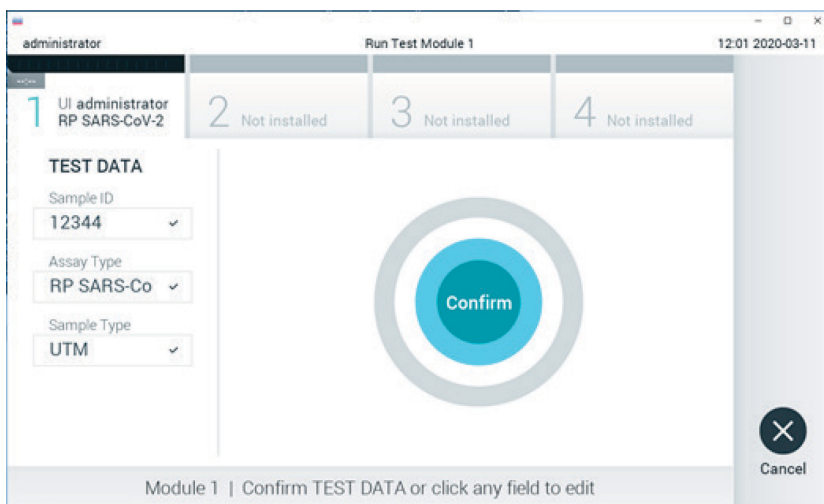 administrator
Run Test Module 1
12:01 2020-03-11
--:--
1
UI administrator
RP SARS-CoV-2
2 Not installed
3 Not installed
4 Not installed
TEST DATA
Sample ID
12344
Assay Type
RP SARS-Co
Sample Type
UTM
Confirm
Cancel
Module 1 | Confirm TEST DATA or click any field to edit